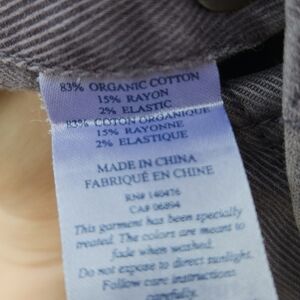 83% ORGANIC COTTON
15% RAYON
2% ELASTIC
83% COTON ORGANIQUE
15% RAYONNE
2% ELASTIQUE
MADE IN CHINA
FABRIQUÉ EN CHINE
RN# 140476
CA# 06894
This garment has been specially
treated. The colors are meant to
fade when washed.
Do not expose to direct sunlight.
Follow care instructions
carefully.